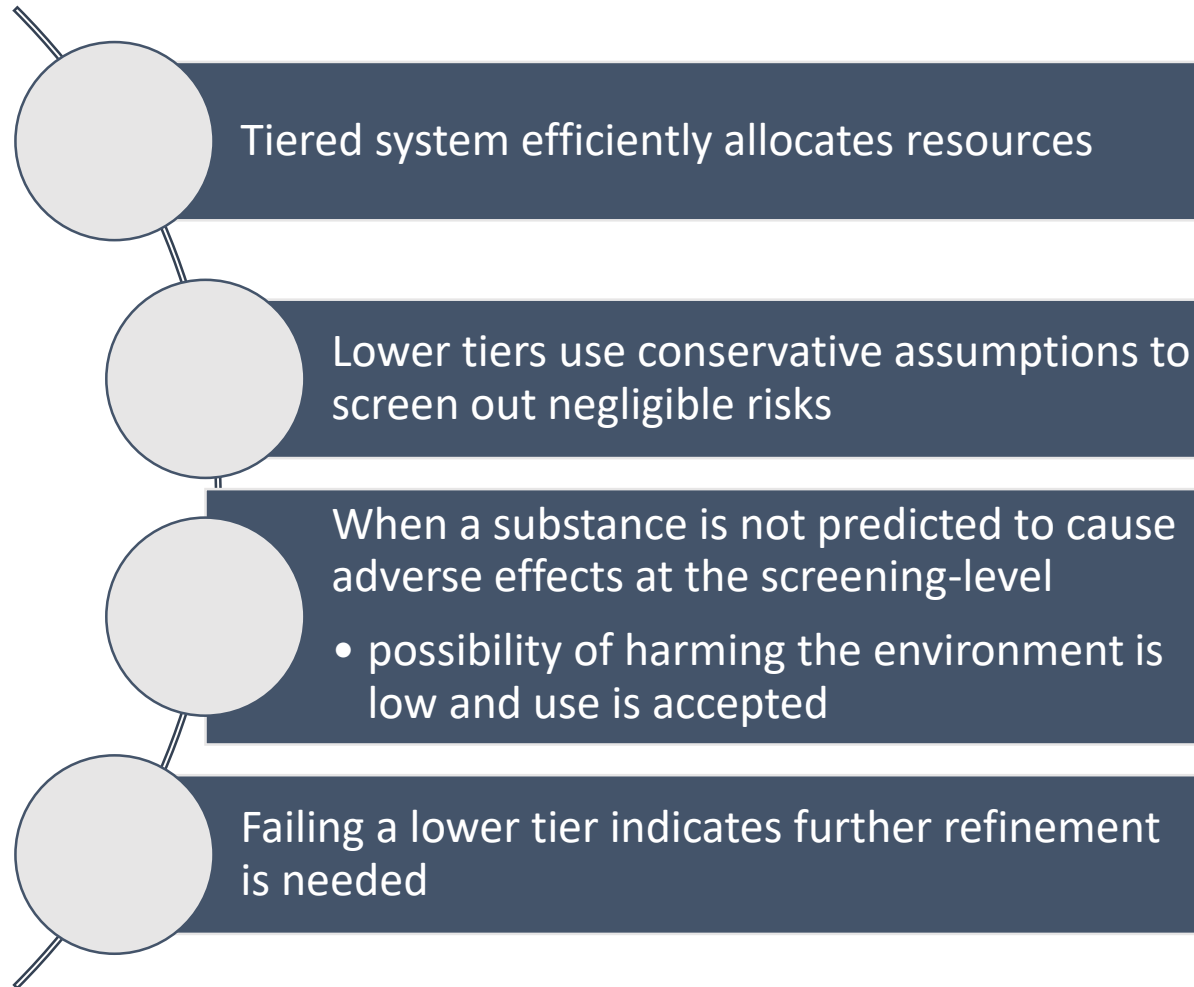 Tiered system efficiently allocates resources
Lower tiers use conservative assumptions to
screen out negligible risks
When a substance is not predicted to cause
adverse effects at the screening-level
• possibility of harming the environment is
low and use is accepted
Failing a lower tier indicates further refinement
is needed